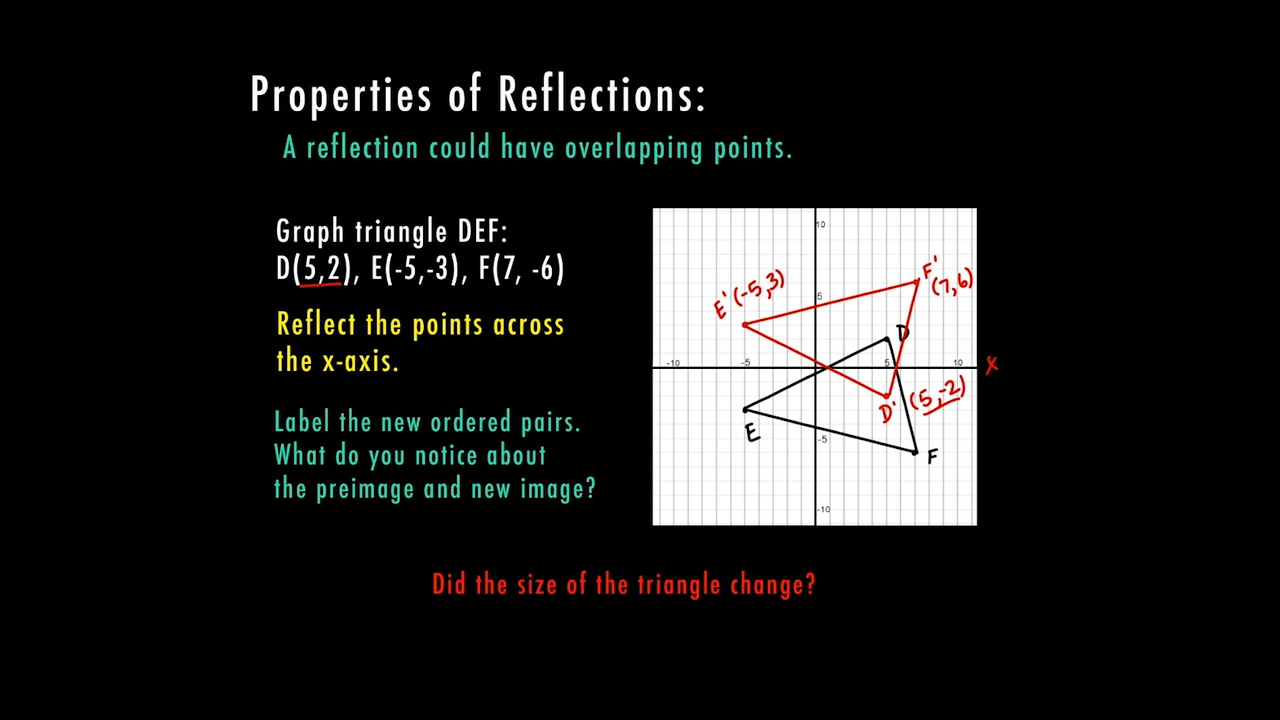 Properties of Reflections:
A reflection could have overlapping points.
Graph triangle DEF:
D(5,2), E(-5,-3), F(7, -6)
Reflect the points across
the x-axis.
Label the new ordered pairs.
What do you notice about
the preimage and new image?
10
F'
(7,6)
E'(-5,3)
5
D
-10
-5
5
10
X
(5,-2)
D'
E
-5
F
-10
Did the size of the triangle change?